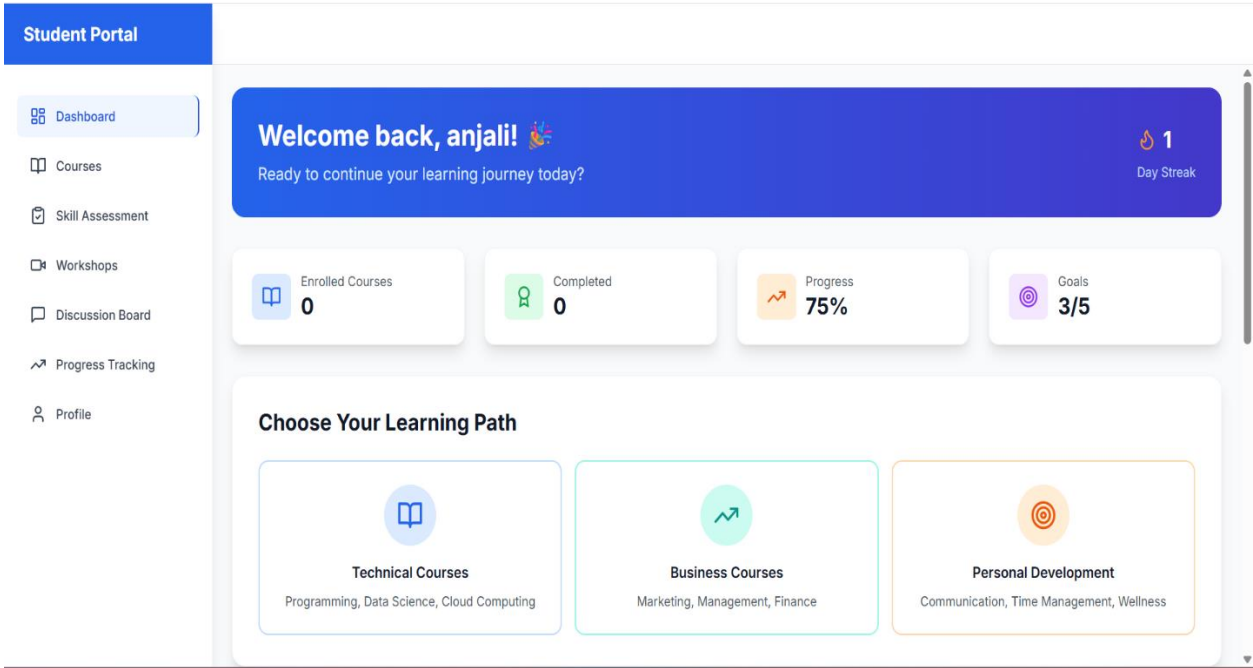 Student Portal
Dashboard
Courses
Skill Assessment
Workshops
Discussion Board
Progress Tracking
Profile
Welcome back, anjali! 🎉
Ready to continue your learning journey today?
1
Day Streak
Enrolled Courses
0
Completed
0
Progress
75%
Goals
3/5
Choose Your Learning Path
Technical Courses
Programming, Data Science, Cloud Computing
Business Courses
Marketing, Management, Finance
Personal Development
Communication, Time Management, Wellness